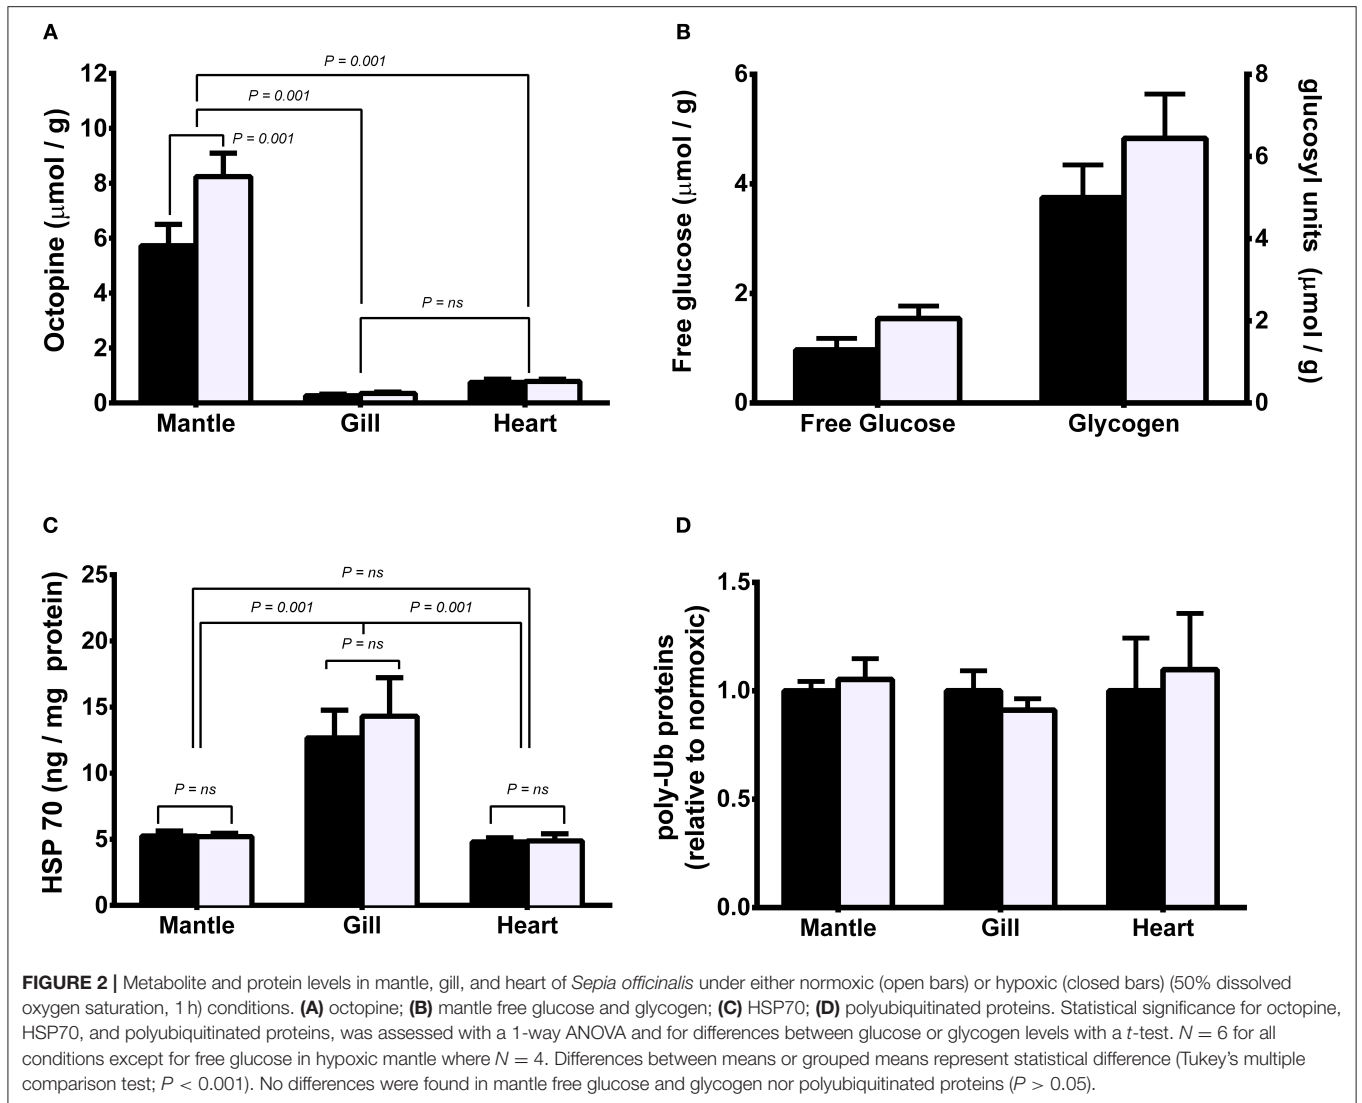 A
P = 0.001
P = 0.001
P = 0.001
P = ns
Octopine (µmol / g)
12
10
8
6
4
2
0
Mantle
Gill
Heart
B
Free glucose (µmol / g)
6
4
2
0
8
6
4
2
0
glucosyl units (µmol / g)
Free Glucose
Glycogen
C
P = ns
P = 0.001
P = 0.001
P = ns
P = ns
P = ns
HSP 70 (ng / mg protein)
25
20
15
10
5
0
Mantle
Gill
Heart
D
poly-Ub proteins
(relative to normoxic)
1.5
1.0
0.5
0.0
Mantle
Gill
Heart
FIGURE 2 | Metabolite and protein levels in mantle, gill, and heart of Sepia officinalis under either normoxic (open bars) or hypoxic (closed bars) (50% dissolved
oxygen saturation, 1 h) conditions. (A) octopine; (B) mantle free glucose and glycogen; (C) HSP70; (D) polyubiquitinated proteins. Statistical significance for octopine,
HSP70, and polyubiquitinated proteins, was assessed with a 1-way ANOVA and for differences between glucose or glycogen levels with a t-test. N = 6 for all
conditions except for free glucose in hypoxic mantle where N = 4. Differences between means or grouped means represent statistical difference (Tukey's multiple
comparison test; P < 0.001). No differences were found in mantle free glucose and glycogen nor polyubiquitinated proteins (P > 0.05).